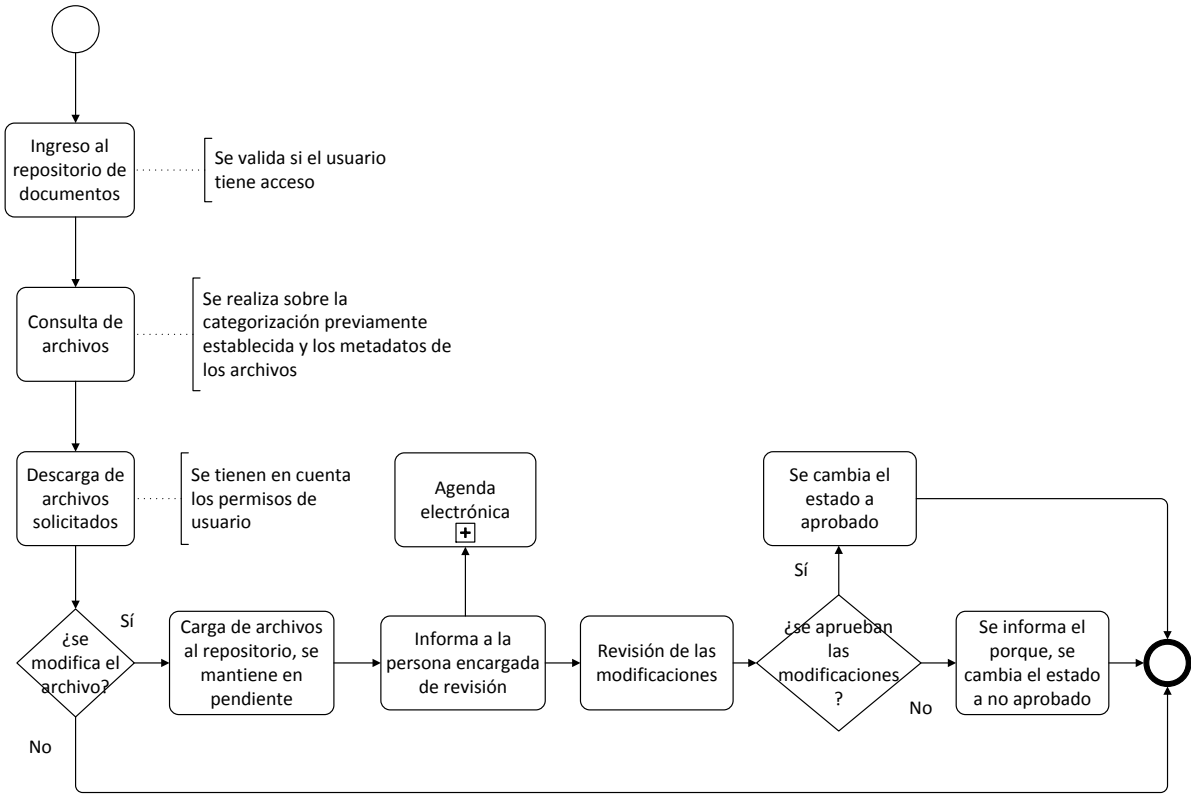 Ingreso al
repositorio de
documentos
Se valida si el usuario
tiene acceso
Consulta de
archivos
Se realiza sobre la
categorización previamente
establecida y los metadatos de
los archivos
Descarga de
archivos
solicitados
Se tienen en cuenta
los permisos de
usuario
Agenda
electrónica
Se cambia el
estado a
aprobado
¿se
modifica el
archivo?
Sí
No
Carga de archivos
al repositorio, se
mantiene en
pendiente
Informa a la
persona encargada
de revisión
Revisión de las
modificaciones
¿se aprueban
las
modificaciones
?
Sí
No
Se informa el
porque, se
cambia el estado
a no aprobado